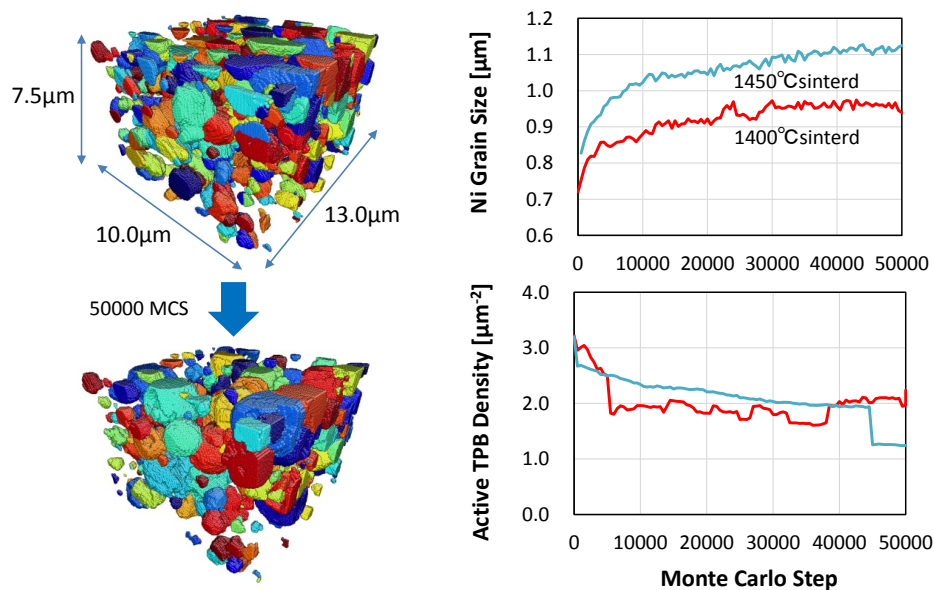 7.5µm
10.0µm
13.0µm
50000 MCS
Ni Grain Size [µm]
1.2
1.1
1.0
0.9
0.8
0.7
0.6
1450℃sinterd
1400℃sinterd
0 10000 20000 30000 40000 50000
Active TPB Density [µm-2]
4.0
3.0
2.0
1.0
0.0
0 10000 20000 30000 40000 50000
Monte Carlo Step